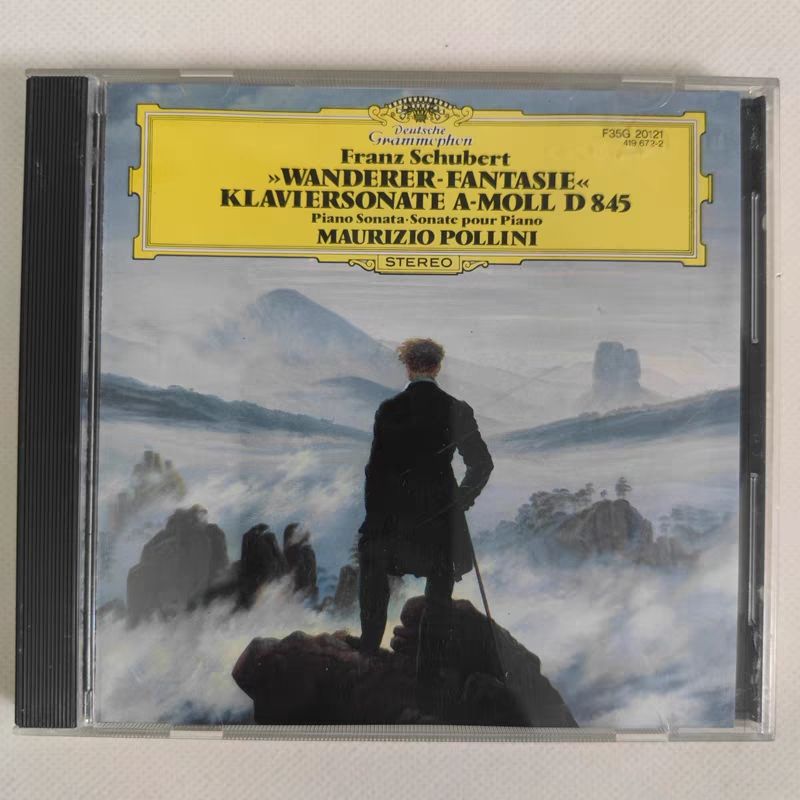 Deutsche
Grammophon
F35G 20121
419 672-2
Franz Schubert
»WANDERER-FANTASIE«
KLAVIERSONATE A-MOLL D 845
Piano Sonata·Sonate pour Piano
MAURIZIO POLLINI
STEREO